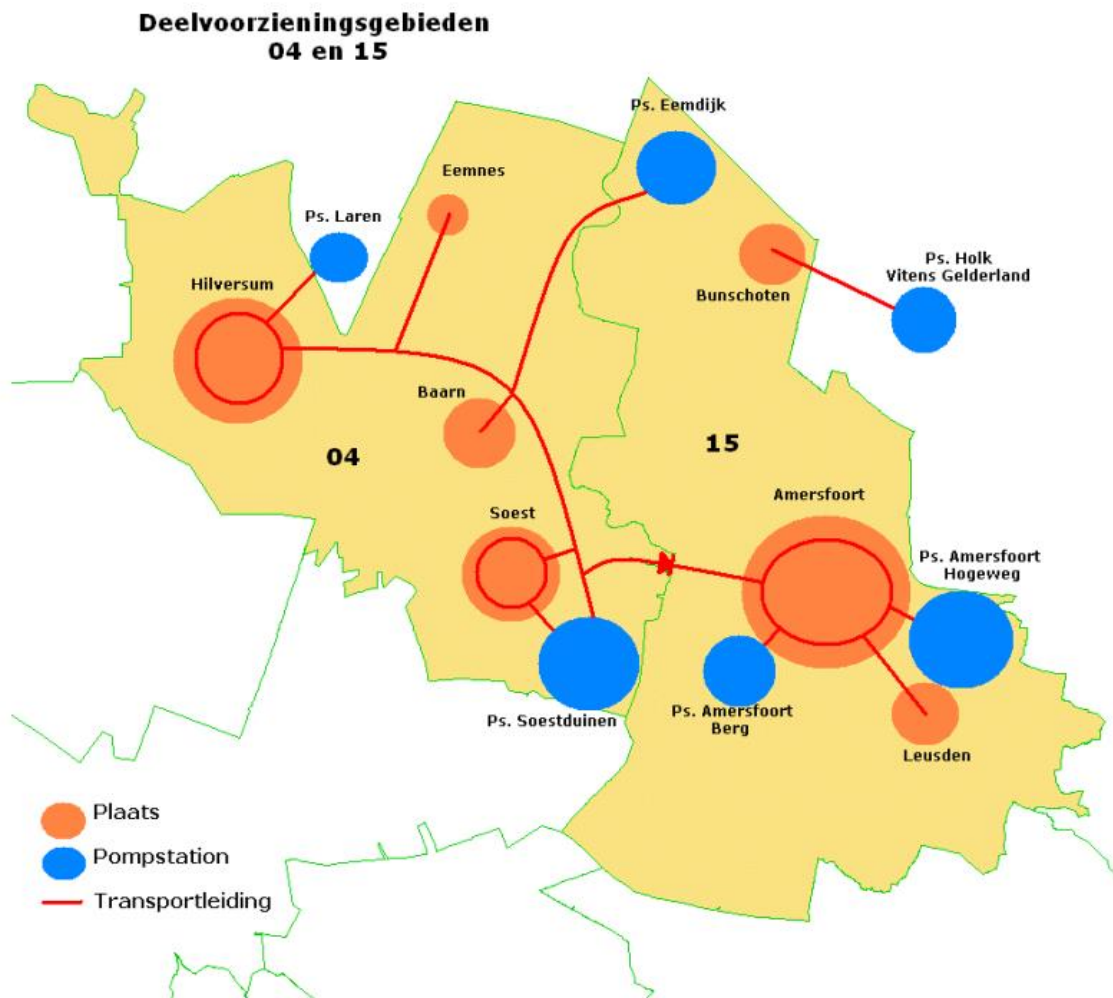 Deelvoorzieningsgebieden
04 en 15
Ps. Eemdijk
Eemnes
Ps. Laren
Ps. Holk
Vitens Gelderland
Hilversum
Bunschoten
Baarn
04
15
Amersfoort
Soest
Ps. Amersfoort
Hogeweg
Ps. Soestduinen
Ps. Amersfoort
Berg
Leusden
Plaats
Pompstation
Transportleiding